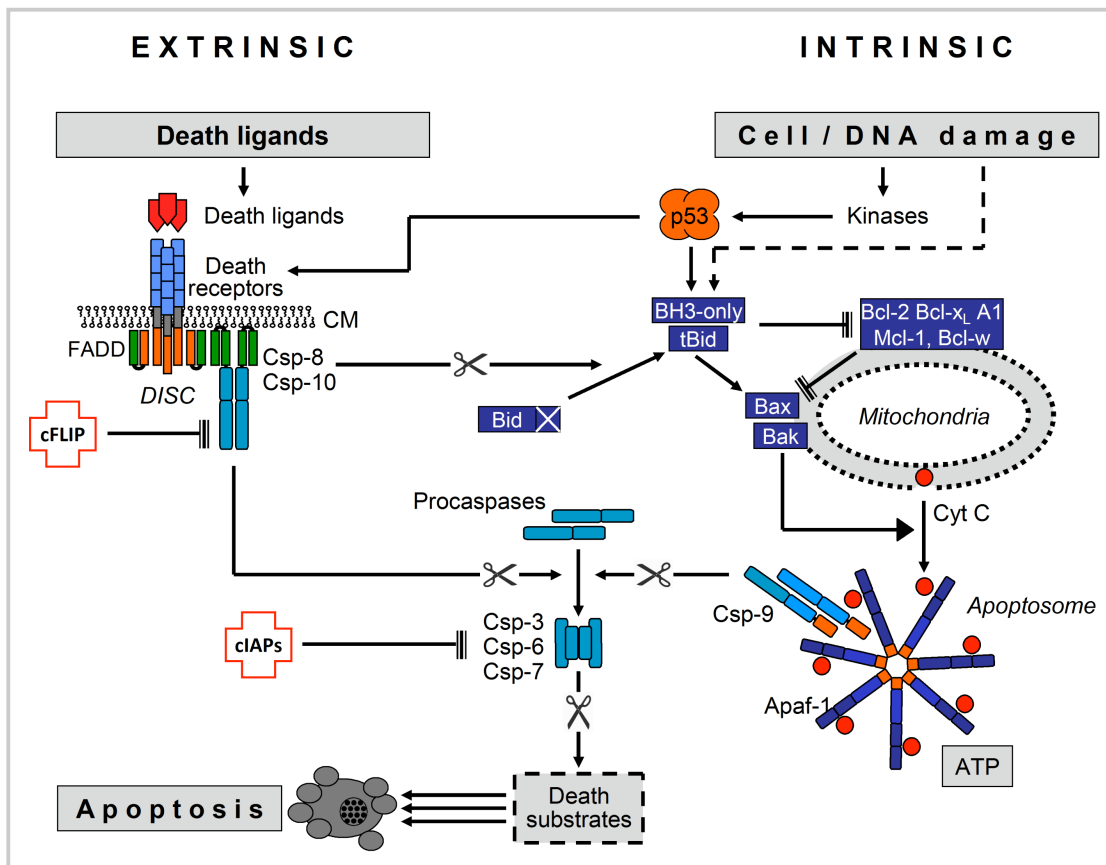 EXTRINSIC
INTRINSIC
Death ligands
Cell / DNA damage
Death ligands
p53
Kinases
Death
receptors
CM
FADD
Csp-8
Csp-10
DISC
BH3-only
tBid
Bcl-2 Bcl-xL A1
Mcl-1, Bcl-w
Bid
Bax
Bak
Mitochondria
cFLIP
Procaspases
Cyt C
Csp-9
Apoptosome
Csp-3
Csp-6
Csp-7
cIAPs
Apaf-1
ATP
Apoptosis
Death
substrates